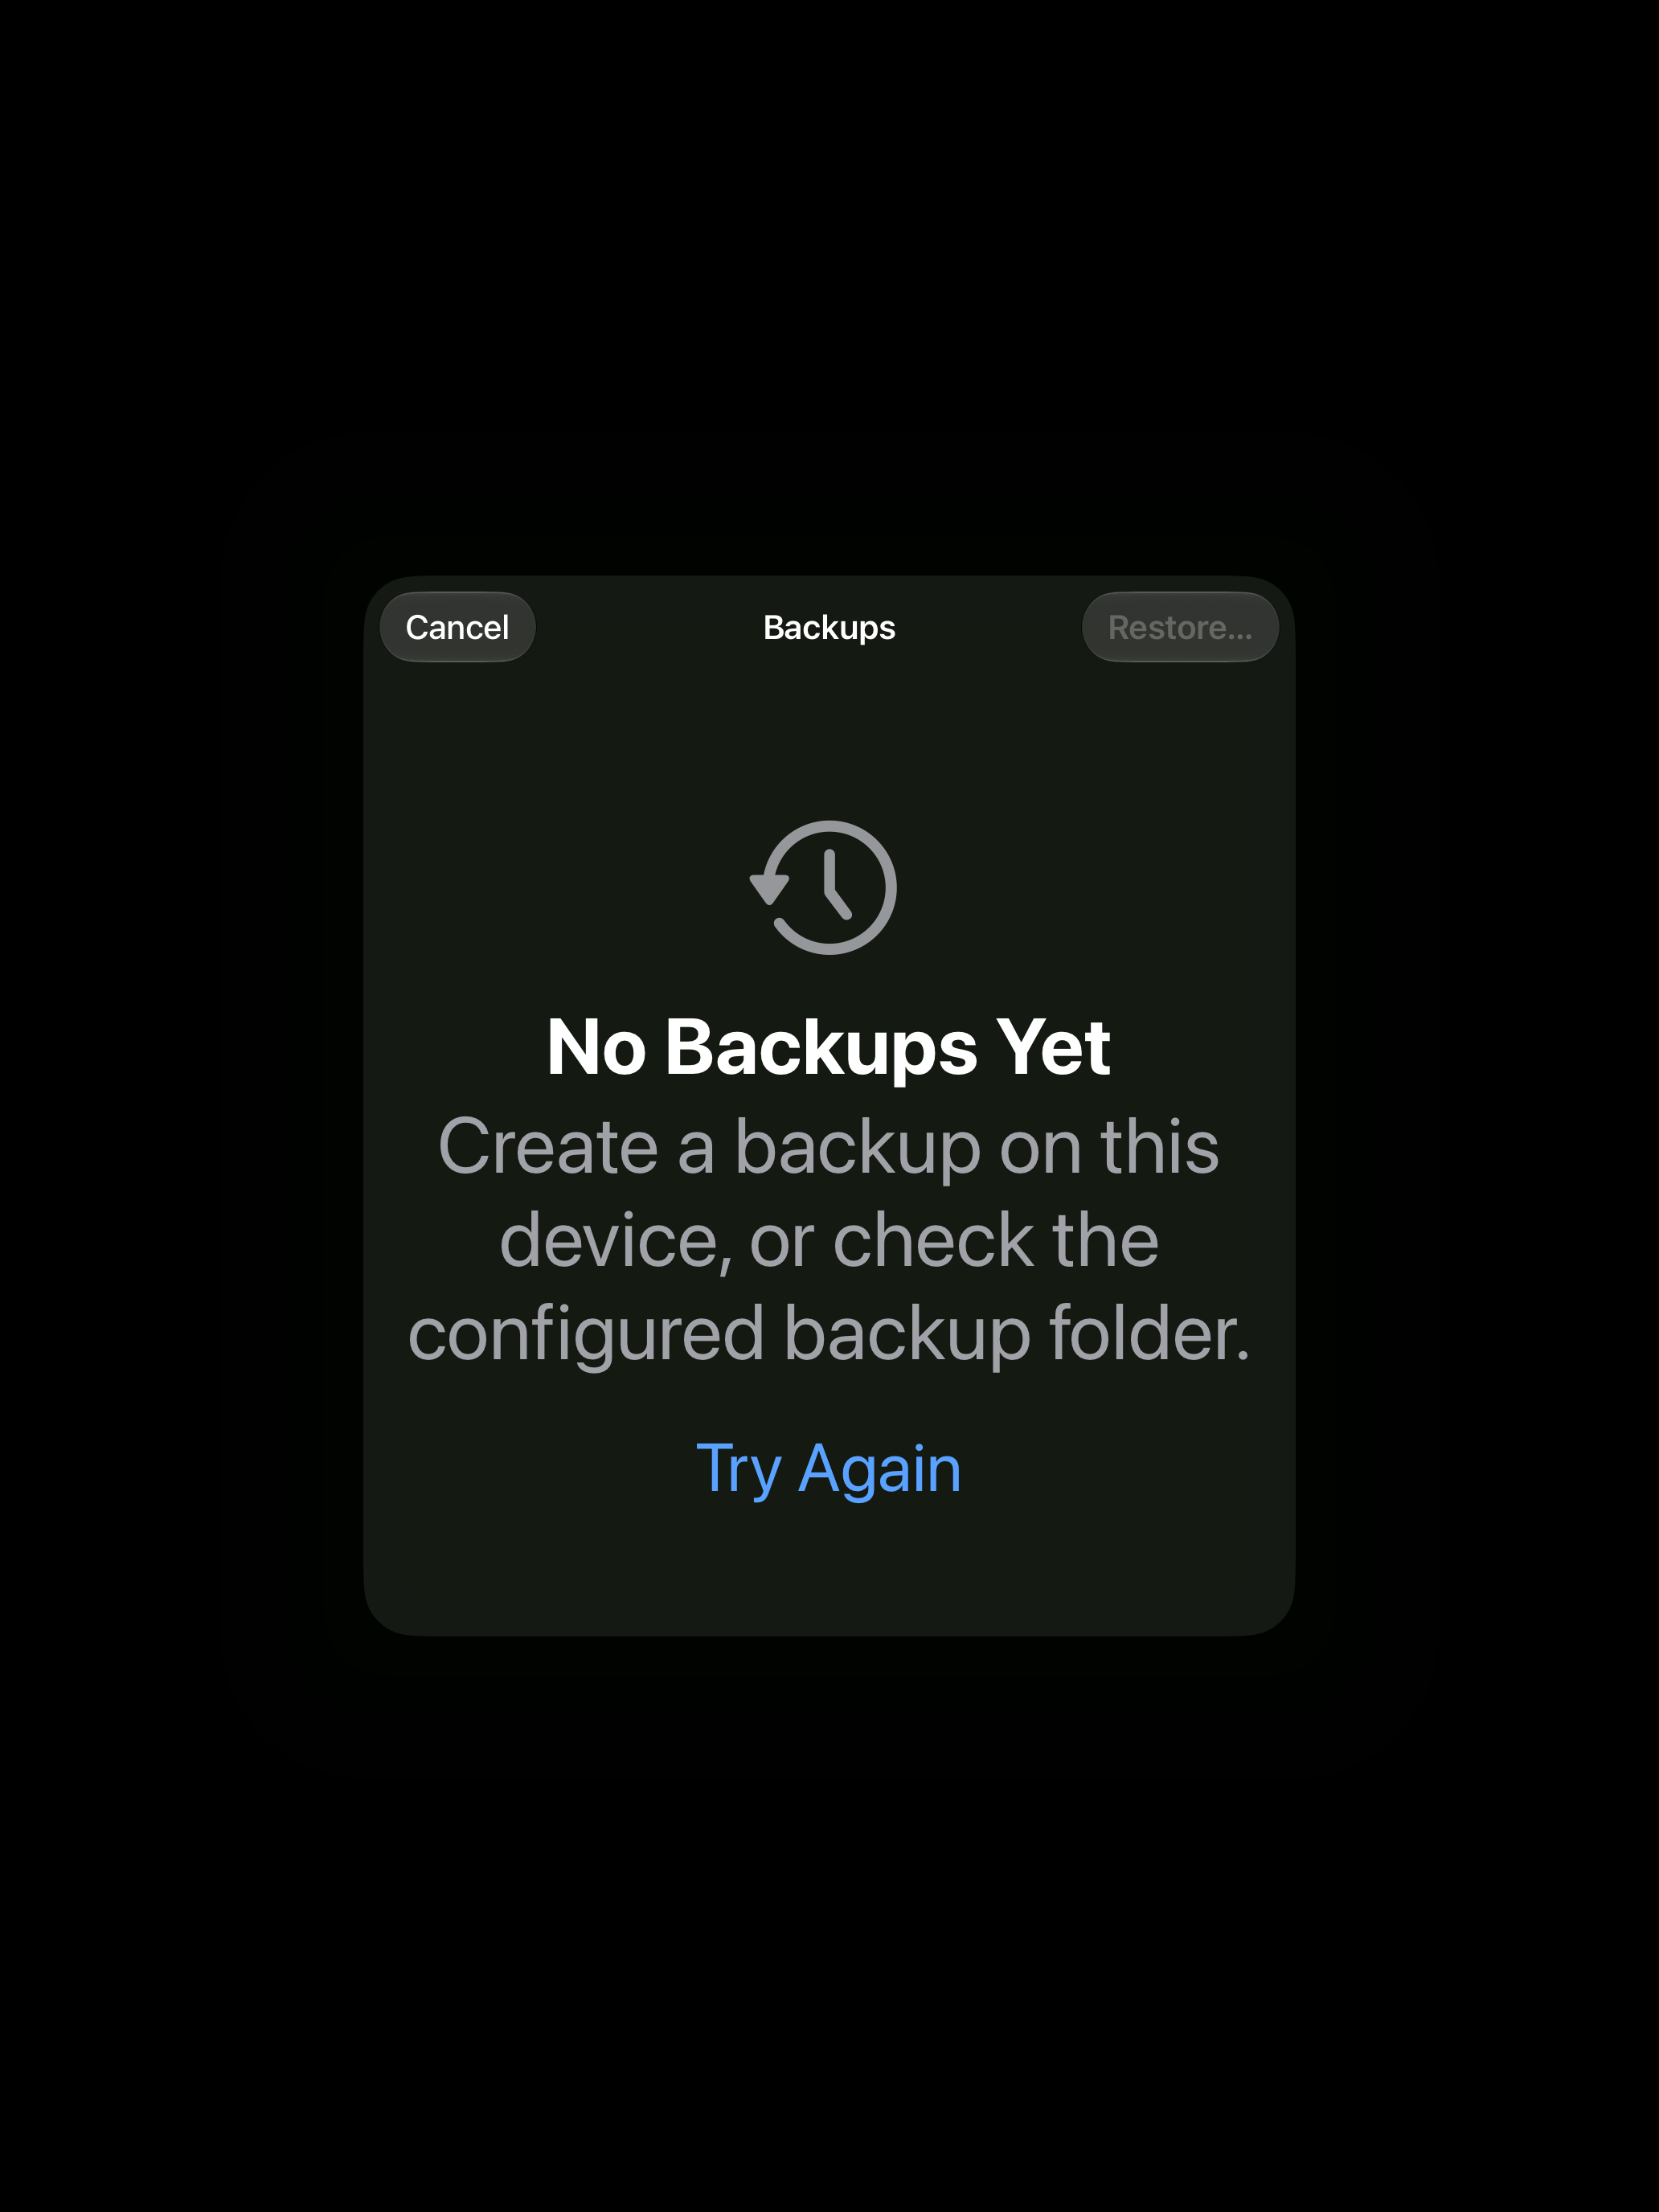 Cancel
Backups
Restore...
No Backups Yet
Create a backup on this
device, or check the
configured backup folder.
Try Again